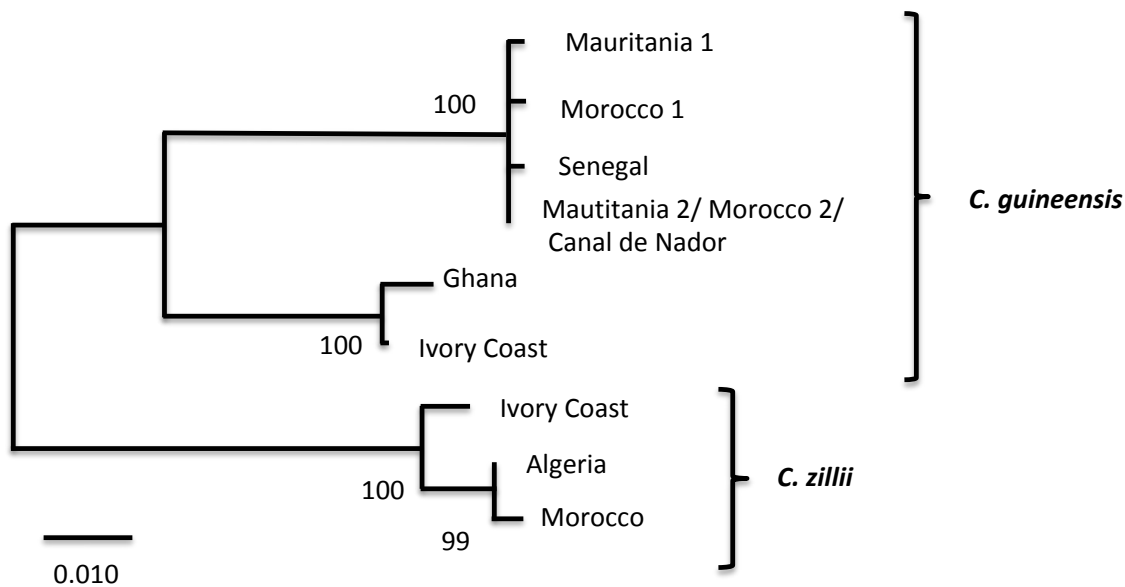 Mauritania 1
100
Morocco 1
Senegal
C. guineensis
Mautitania 2/ Morocco 2/
Canal de Nador
Ghana
100
Ivory Coast
Ivory Coast
Algeria
C. zillii
100
Morocco
99
0.010